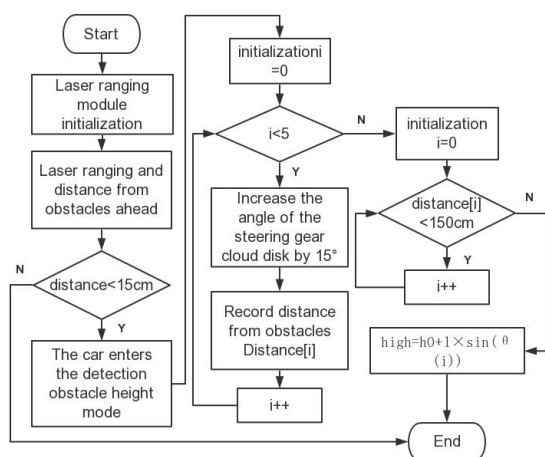 Start
Laser ranging
module
initialization
Laser ranging and
distance from
obstacles ahead
N
distance<15cm
Y
The car enters
the detection
obstacle height
mode
initializationi
=0
i<5
N
Y
Increase the
angle of the
steering gear
cloud disk by 15°
Record distance
from obstacles
Distance[i]
i++
initialization
i=0
distance[i]
<150cm
N
Y
i++
high=h0+1×sin(θ
(i))
End